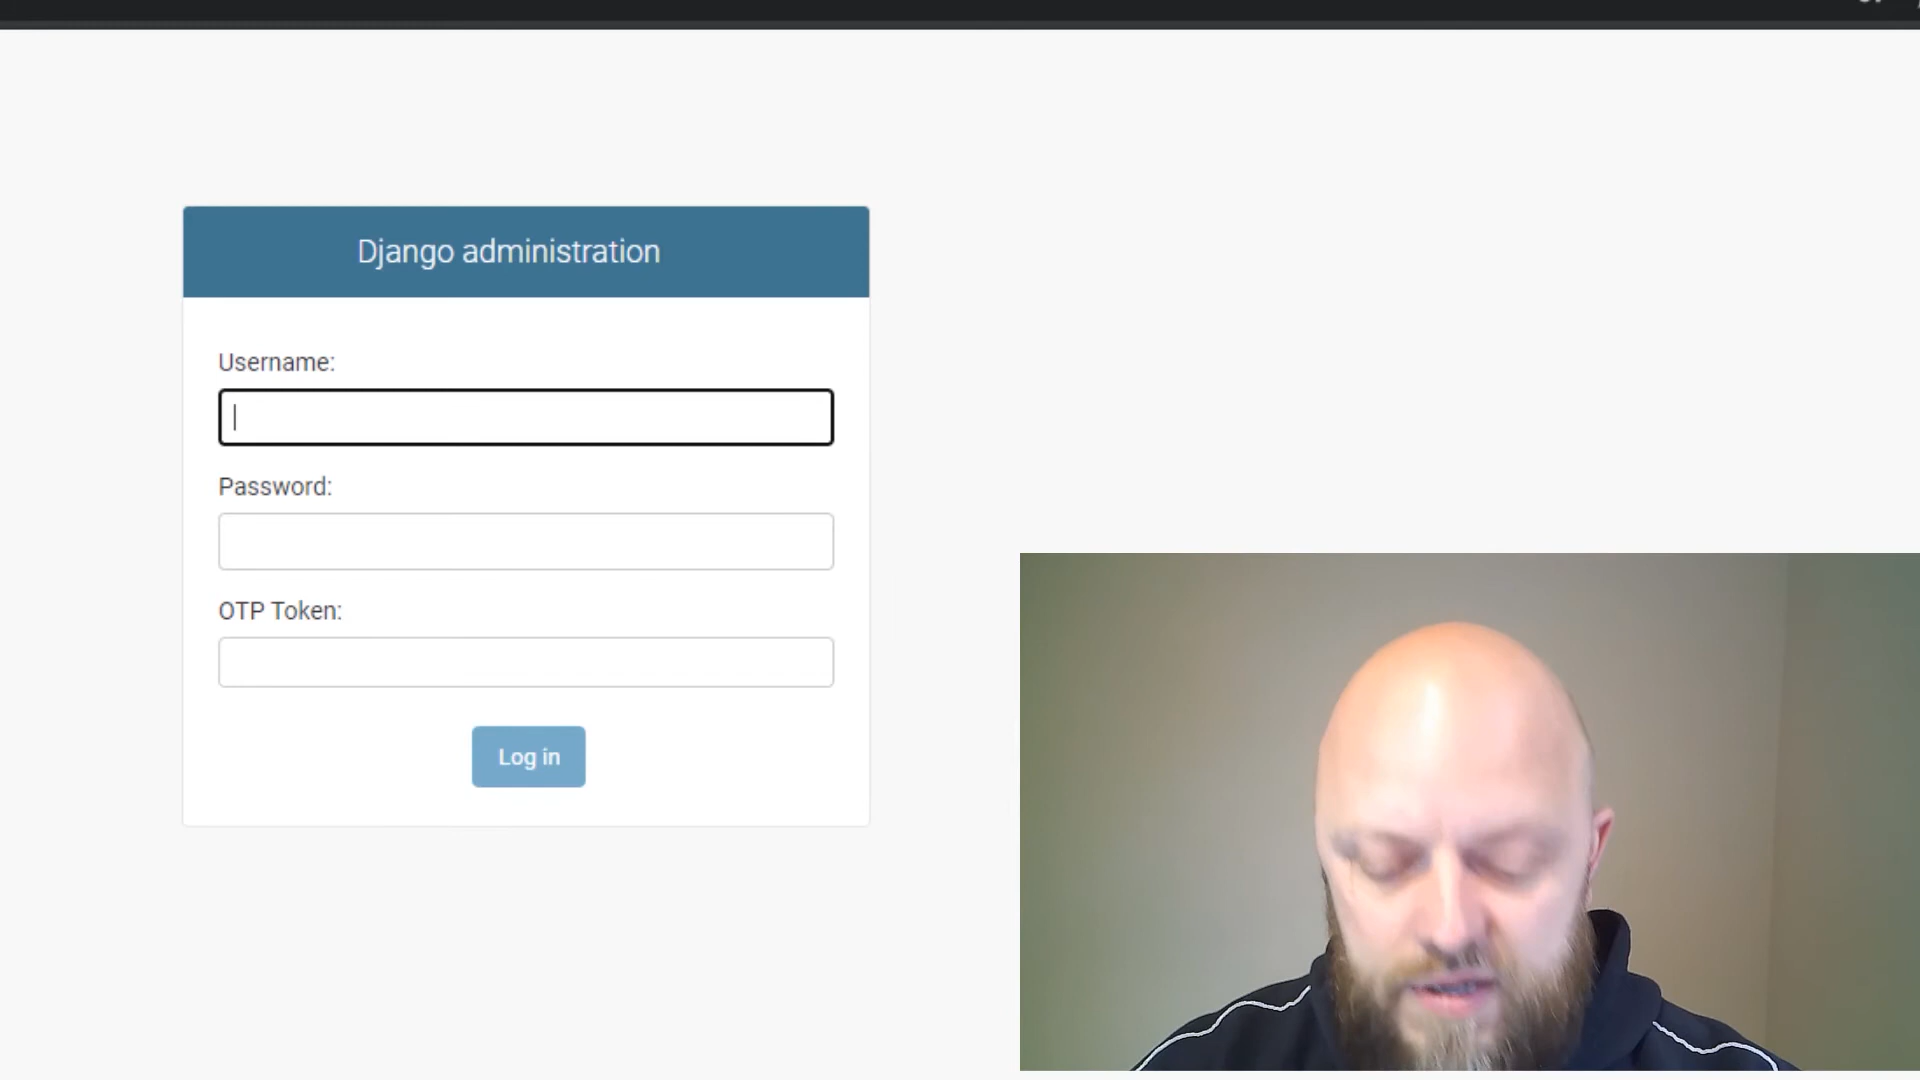 Django administration
Username:
Password:
OTP Token:
Log in